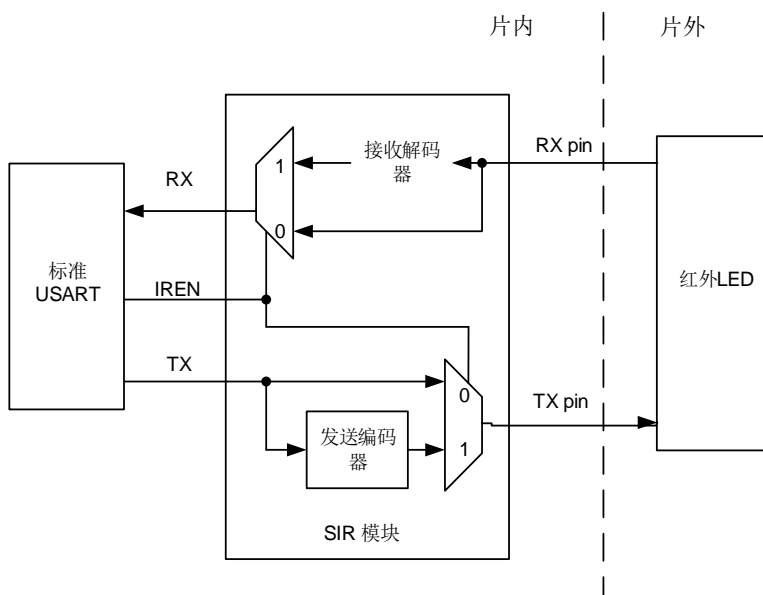 片内
片外
1
接收解码
器
RX pin
RX
0
标准
USART
IREN
红外LED
TX
0
TX pin
发送编码
器
1
SIR 模块